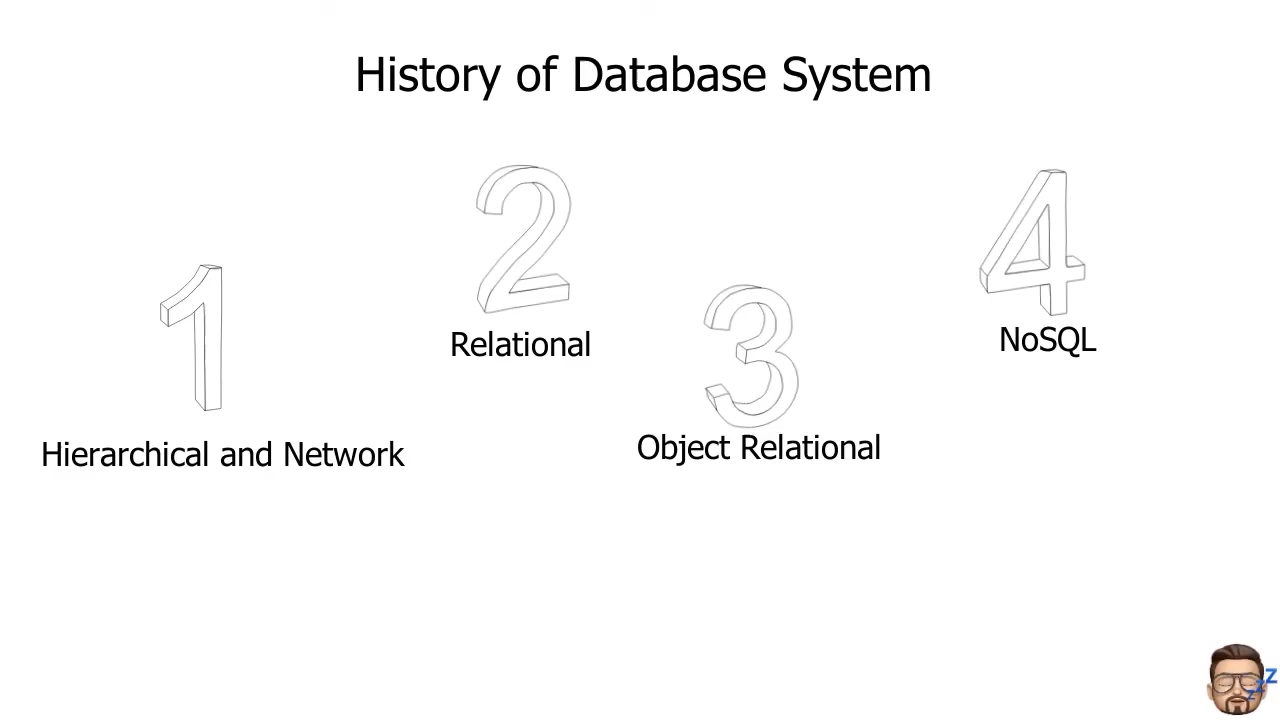 History of Database System
1
Hierarchical and Network
2
Relational
3
Object Relational
4
NoSQL
z
z
Z